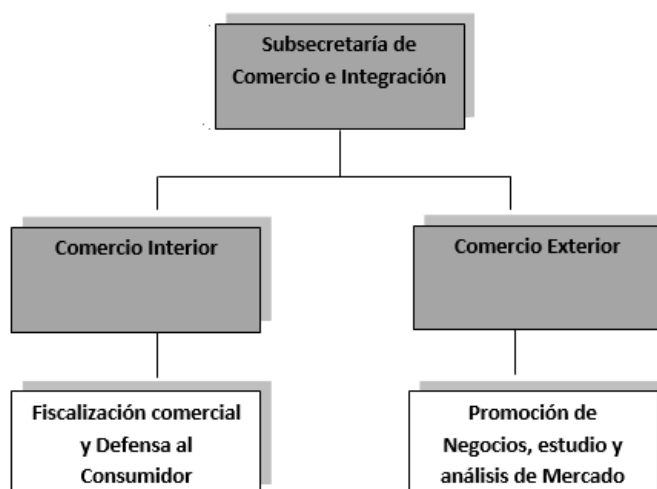 Subsecretaría de
Comercio e Integración
Comercio Interior
Comercio Exterior
Fiscalización comercial
y Defensa al
Consumidor
Promoción de
Negocios, estudio y
análisis de Mercado